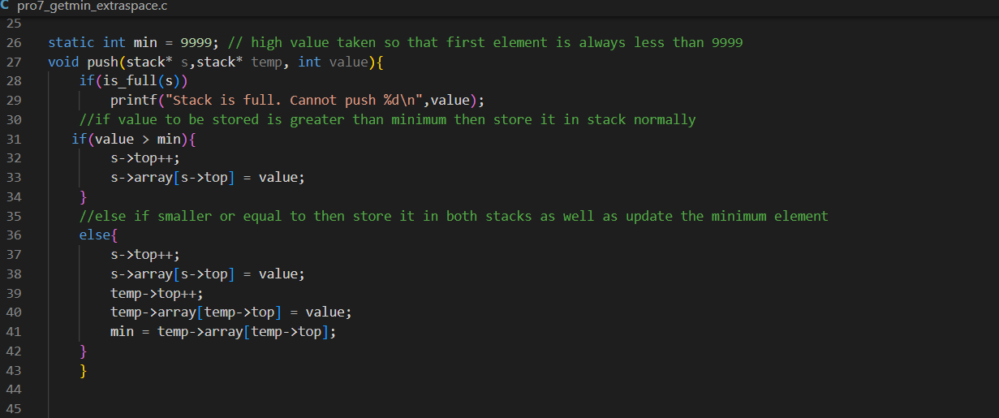 C pro7_getmin_extraspace.c
25
26 static int min = 9999; // high value taken so that first element is always less than 9999
27 void push(stack* s,stack* temp, int value){
28 if(is_full(s))
29 printf("Stack is full. Cannot push %d\n",value);
30 //if value to be stored is greater than minimum then store it in stack normally
31 if(value > min){
32 s->top++;
33 s->array[s->top] = value;
34 }
35 //else if smaller or equal to then store it in both stacks as well as update the minimum element
36 else{
37 s->top++;
38 s->array[s->top] = value;
39 temp->top++;
40 temp->array[temp->top] = value;
41 min = temp->array[temp->top];
42 }
43 }
44
45